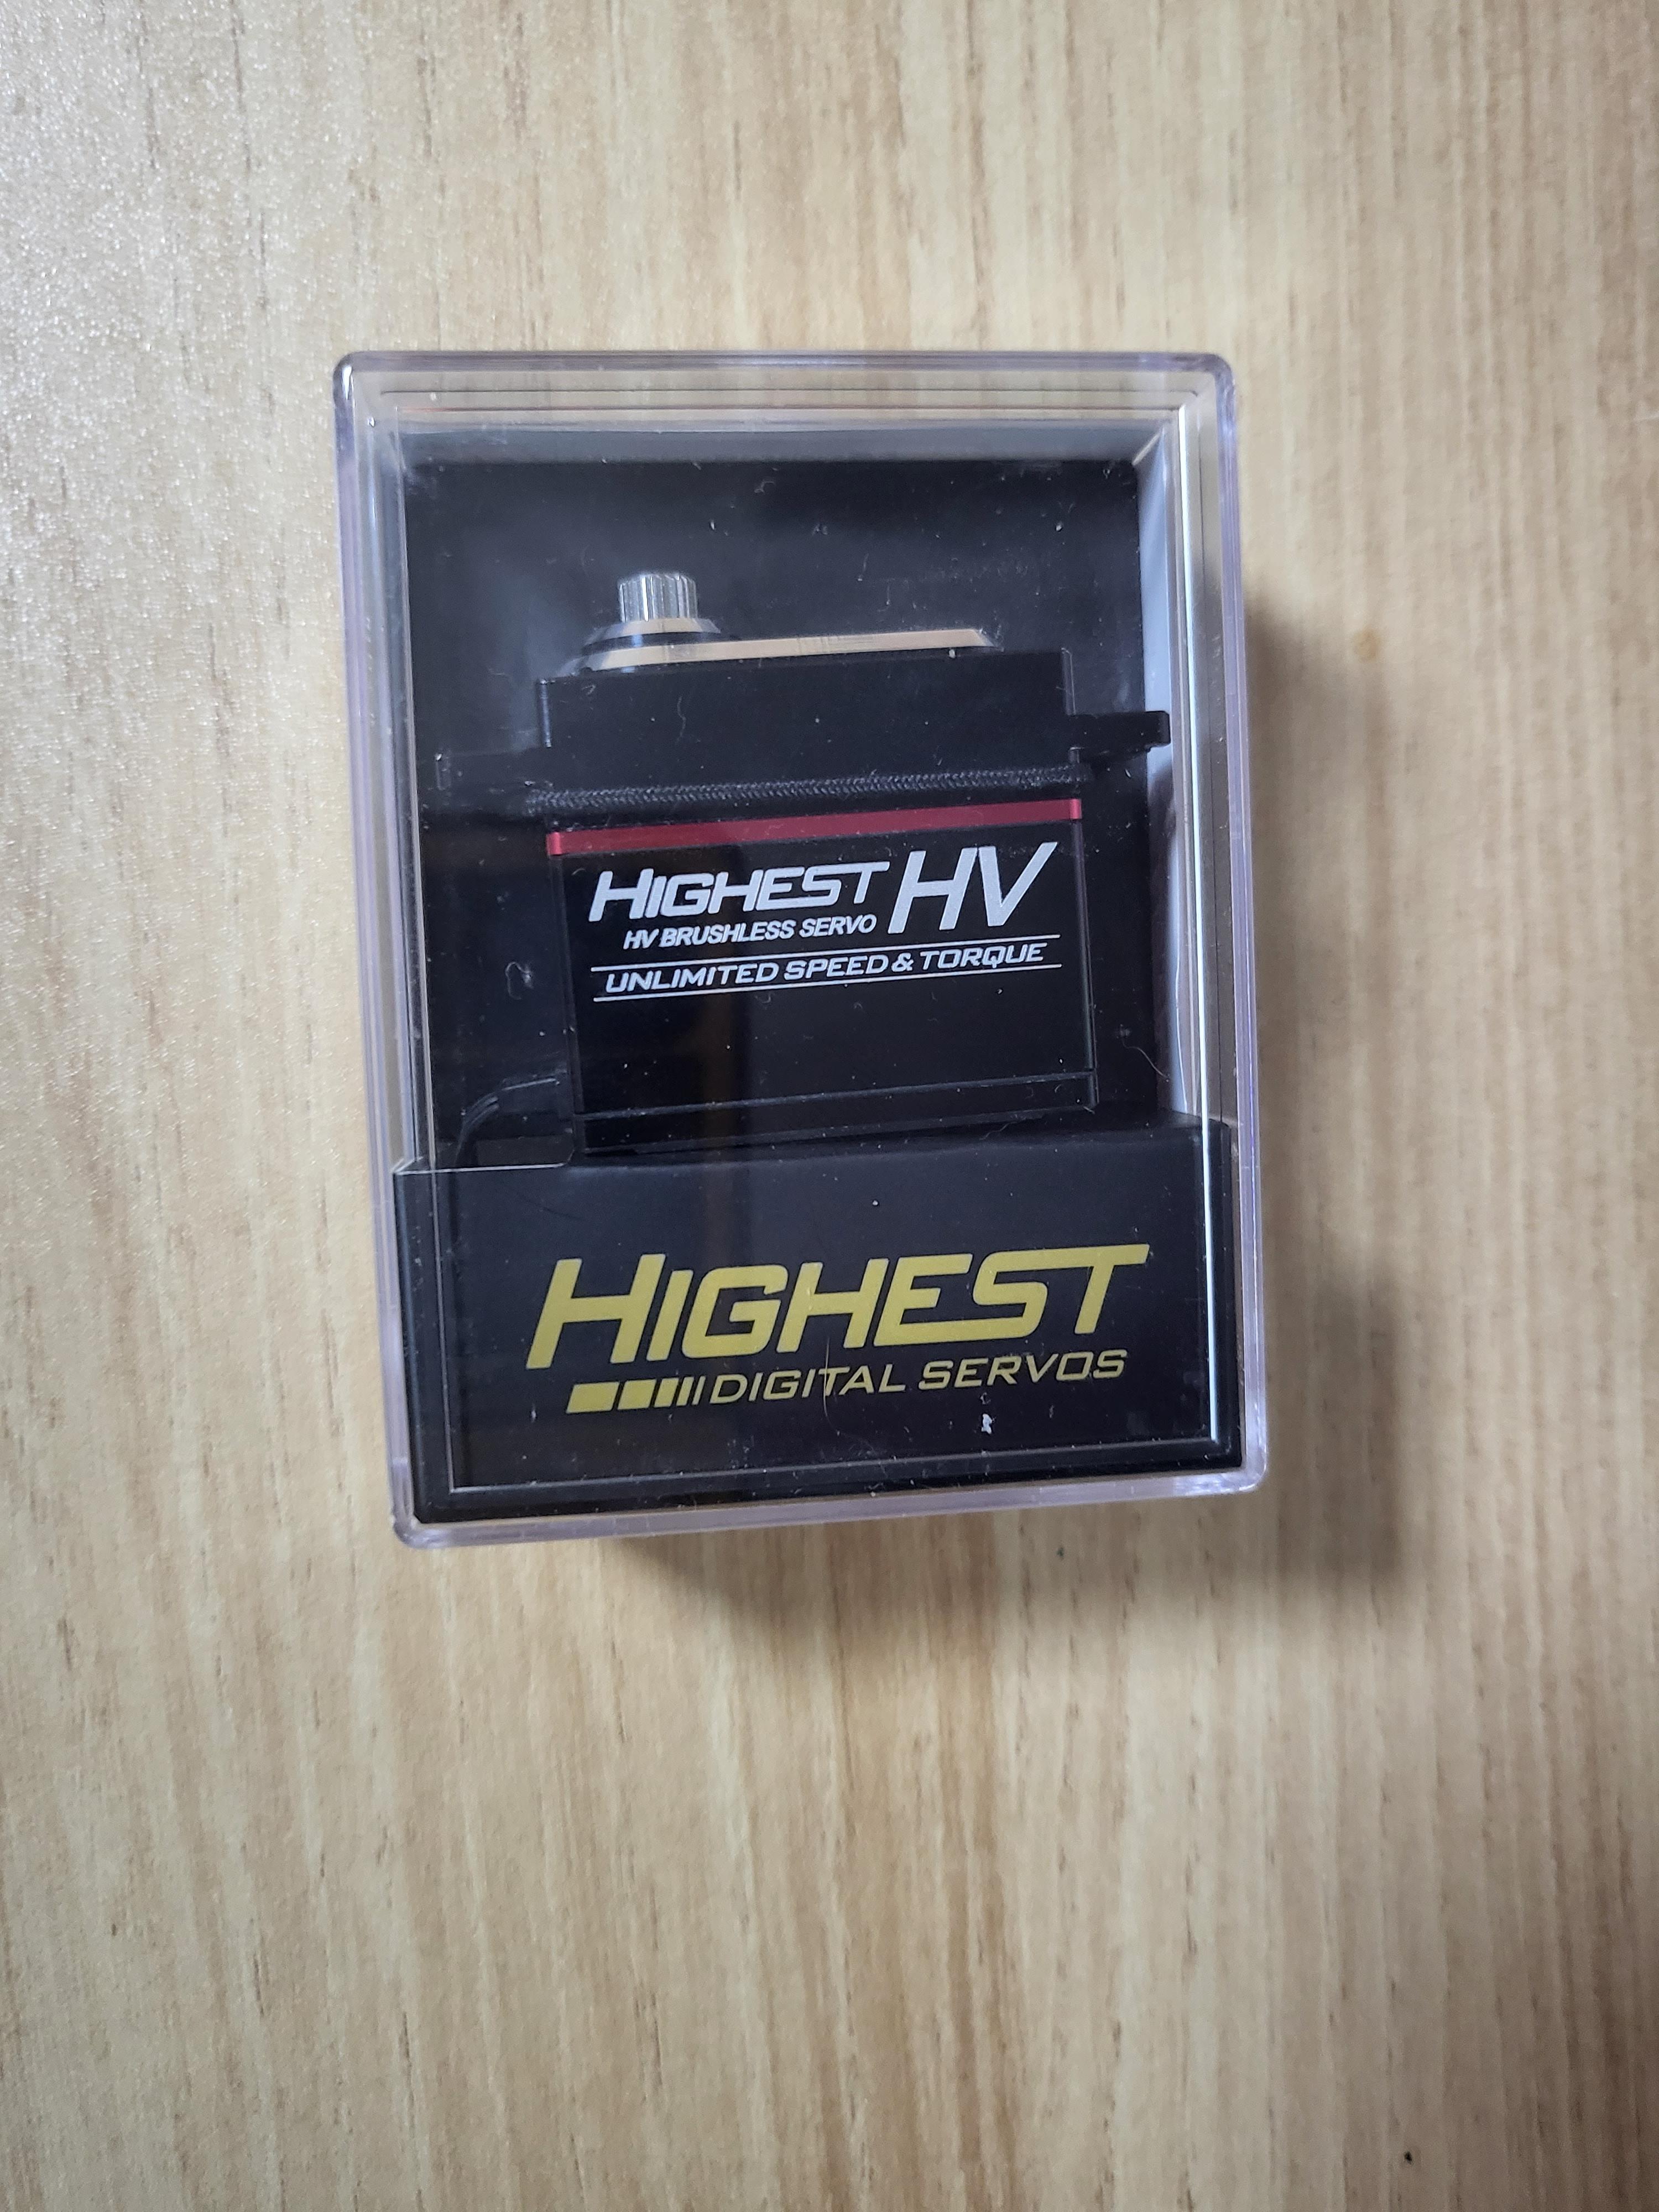 HIGHEST HV
HV BRUSHLESS SERVO
UNLIMITED SPEED & TORQUE
HIGHEST
DIGITAL SERVOS